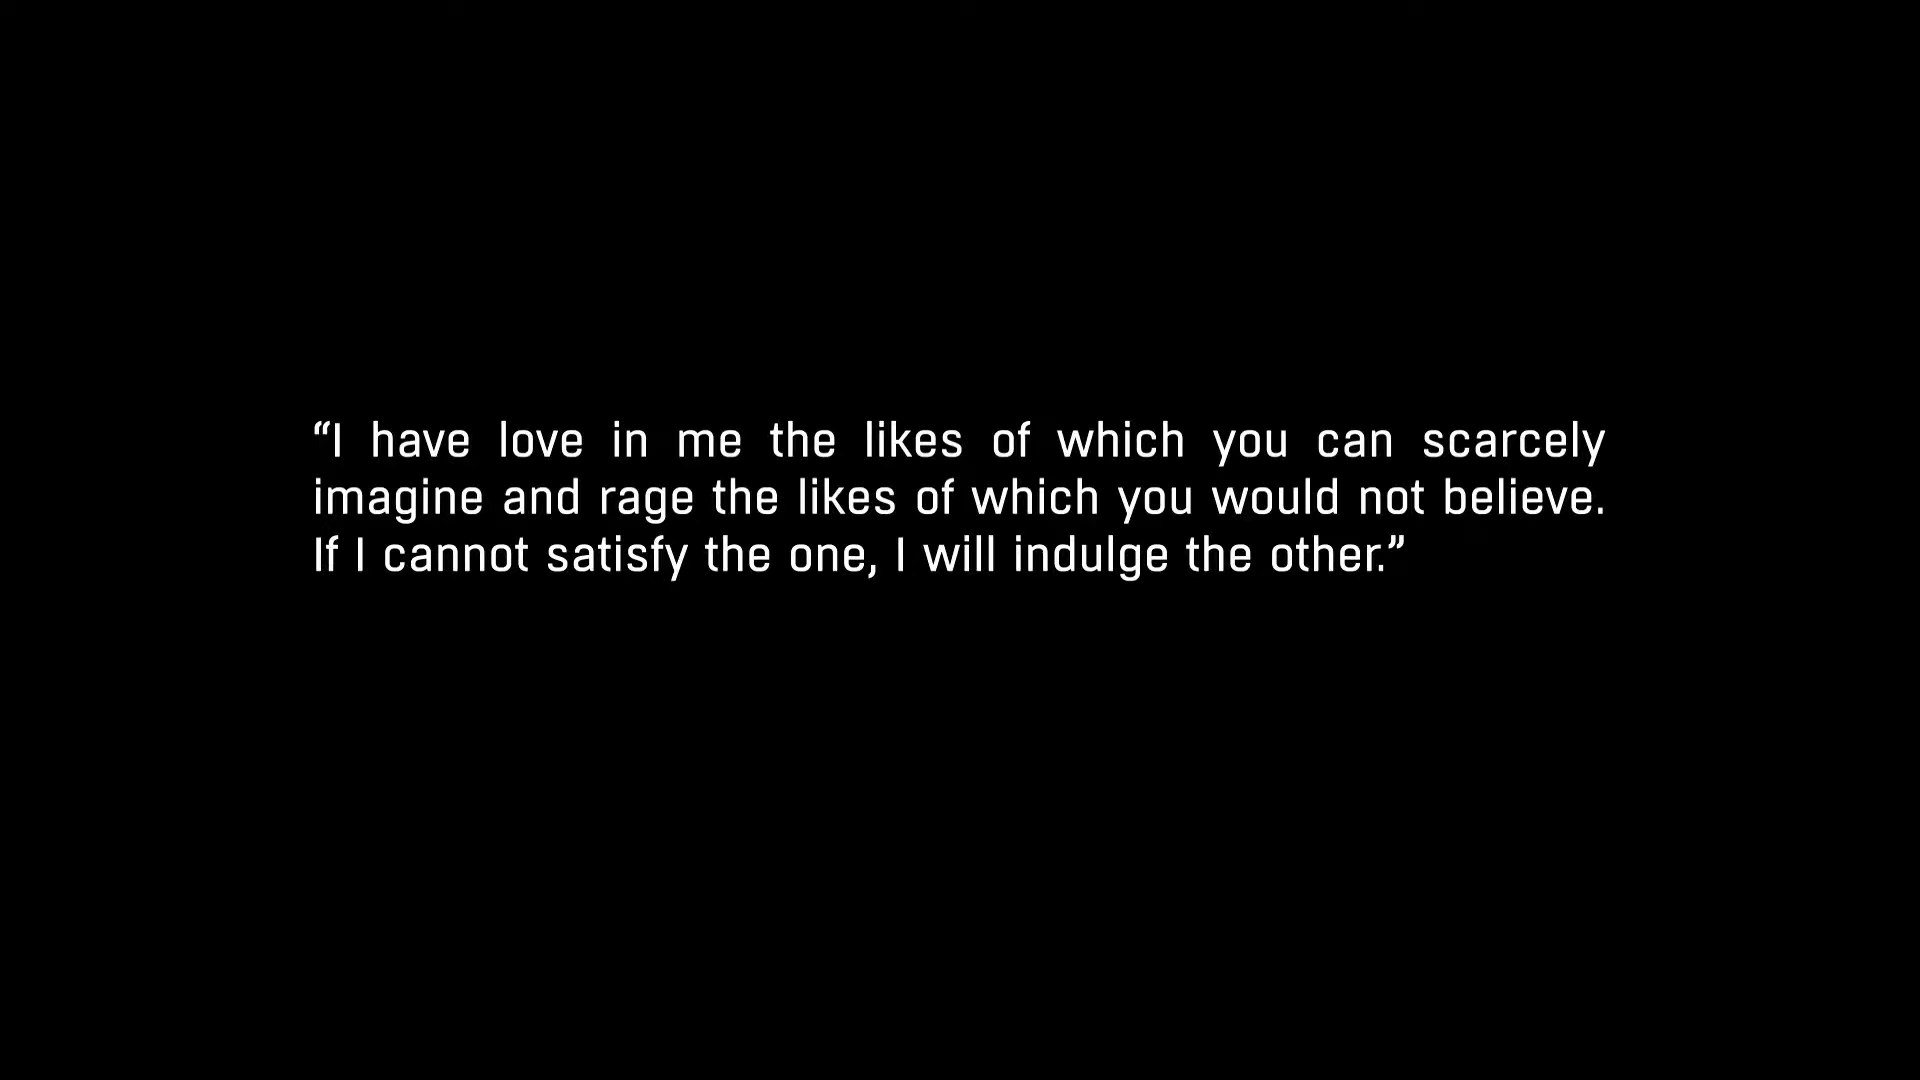 “I have love in me the likes of which you can scarcely
imagine and rage the likes of which you would not believe.
If I cannot satisfy the one, I will indulge the other.”